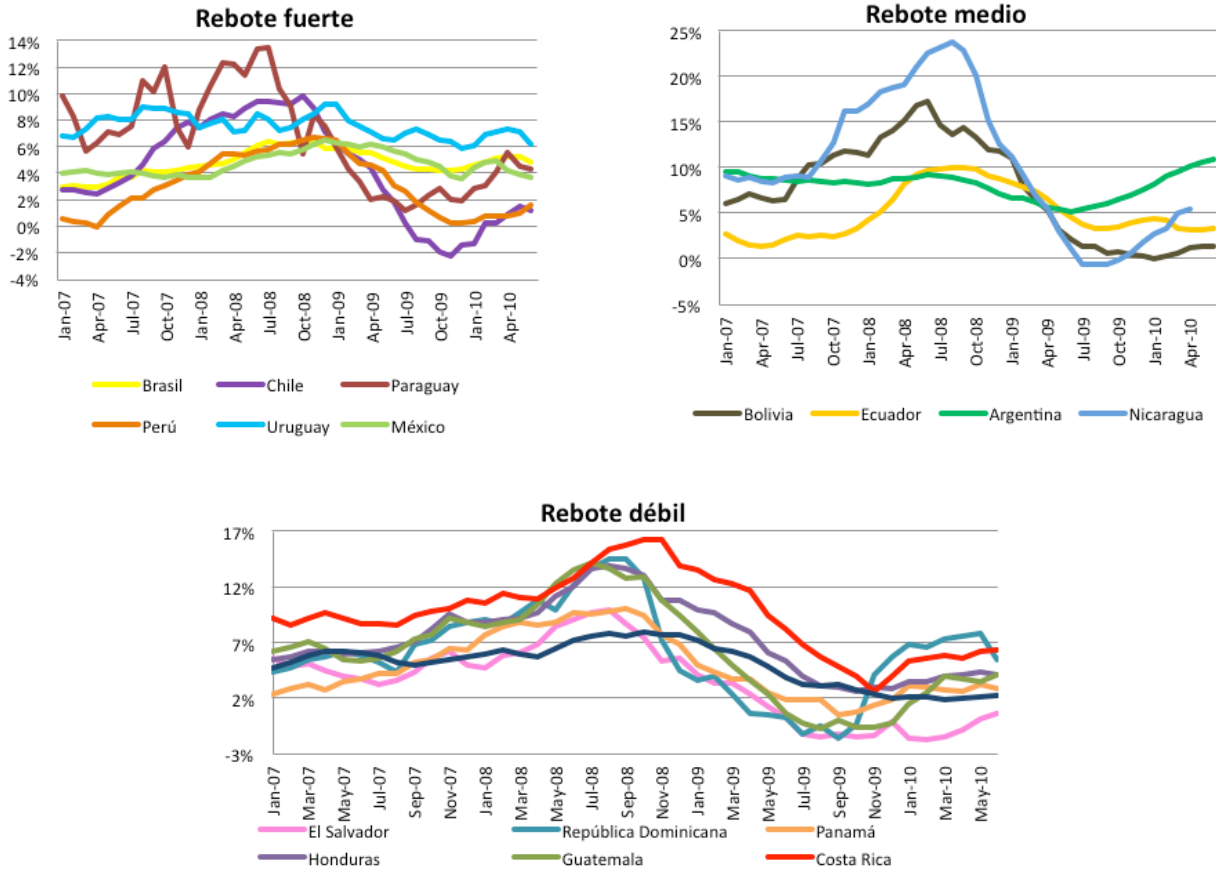 Rebote fuerte
14%
12%
10%
8%
6%
4%
2%
0%
-2%
-4%
Jan-07
Apr-07
Jul-07
Oct-07
Jan-08
Apr-08
Jul-08
Oct-08
Jan-09
Apr-09
Jul-09
Oct-09
Jan-10
Apr-10
Brasil Chile Paraguay
Perú Uruguay México
Rebote medio
25%
20%
15%
10%
5%
0%
-5%
Jan-07
Apr-07
Jul-07
Oct-07
Jan-08
Apr-08
Jul-08
Oct-08
Jan-09
Apr-09
Jul-09
Oct-09
Jan-10
Apr-10
Bolivia Ecuador Argentina Nicaragua
Rebote débil
17%
12%
7%
2%
-3%
Jan-07
Mar-07
May-07
Jul-07
Sep-07
Nov-07
Jan-08
Mar-08
May-08
Jul-08
Sep-08
Nov-08
Jan-09
Mar-09
May-09
Jul-09
Sep-09
Nov-09
Jan-10
Mar-10
May-10
El Salvador República Dominicana Panamá
Honduras Guatemala Costa Rica